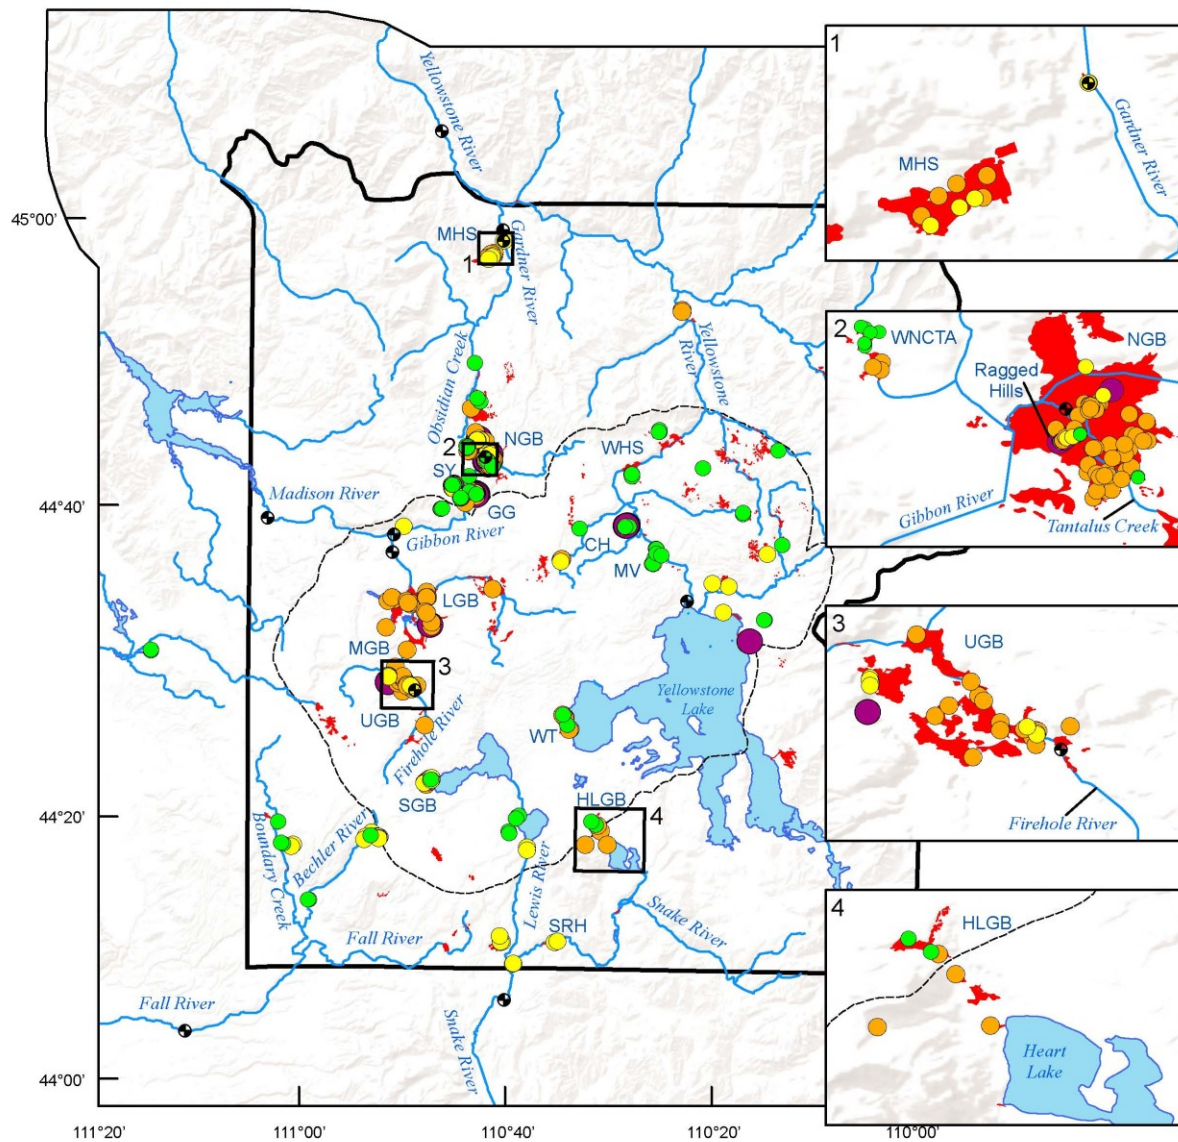 1
MHS
Gardner River
Yellowstone River
45°00'
MHS
1
Gardner River
2
WNCTA
NGB
Ragged
Hills
Gibbon River
Tantalus Creek
Yellowstone
River
Obsidian Creek
WHS
2
NGB
SY
44°40'
Madison River
GG
Gibbon River
CH
MV
LGB
MGB
3
UGB
Firehole River
3
UGB
Firehole River
Yellowstone
Lake
WT
SGB
HLGB
4
44°20'
Boundary Creek
Bechler River
Lewis River
SRH
Snake River
Fall River
Fall River
Snake River
4
HLGB
Heart
Lake
44°00'
111°20'
111°00'
110°40'
110°20'
110°00'